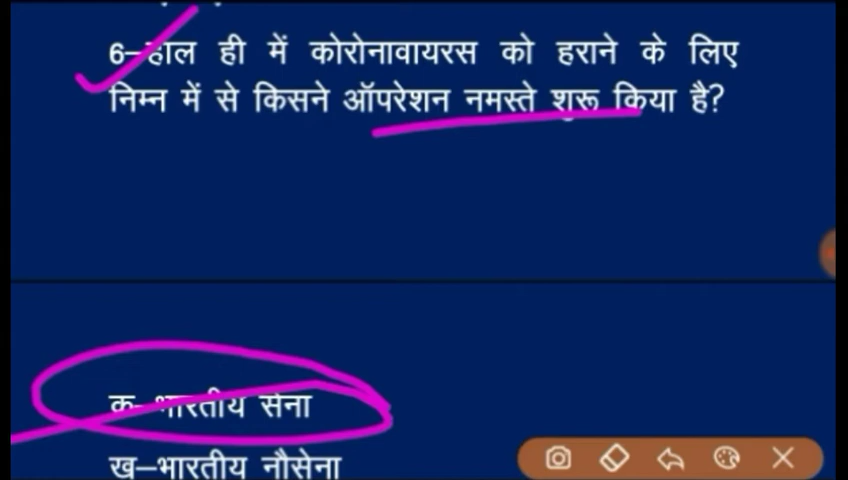 6–हाल ही में कोरोनावायरस को हराने के लिए
निम्न में से किसने ऑपरेशन नमस्ते शुरू किया है?
क–भारतीय सेना
ख–भारतीय नौसेना